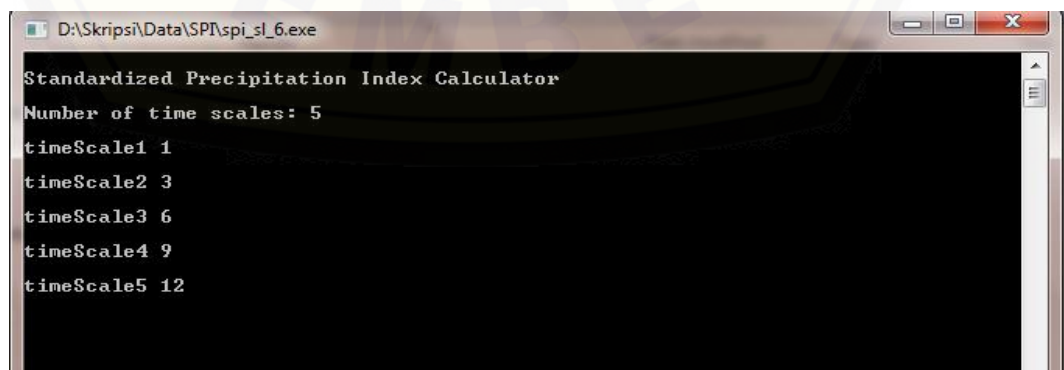 D:\Skripsi\Data\SPI\spi_sl_6.exe
Standardized Precipitation Index Calculator
Number of time scales: 5
timeScale1 1
timeScale2 3
timeScale3 6
timeScale4 9
timeScale5 12